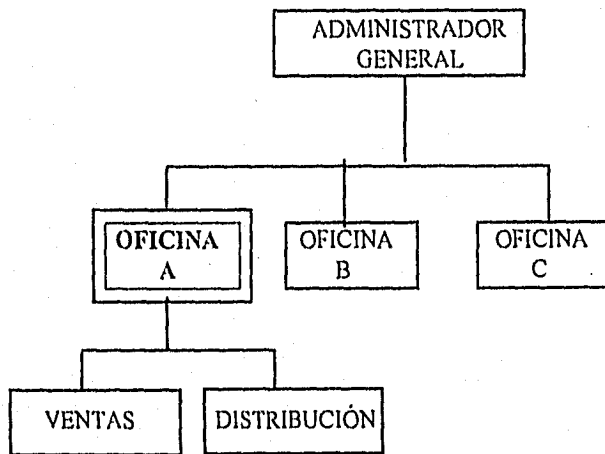 ADMINISTRADOR
GENERAL
OFICINA
A
OFICINA
B
OFICINA
C
VENTAS
DISTRIBUCIÓN